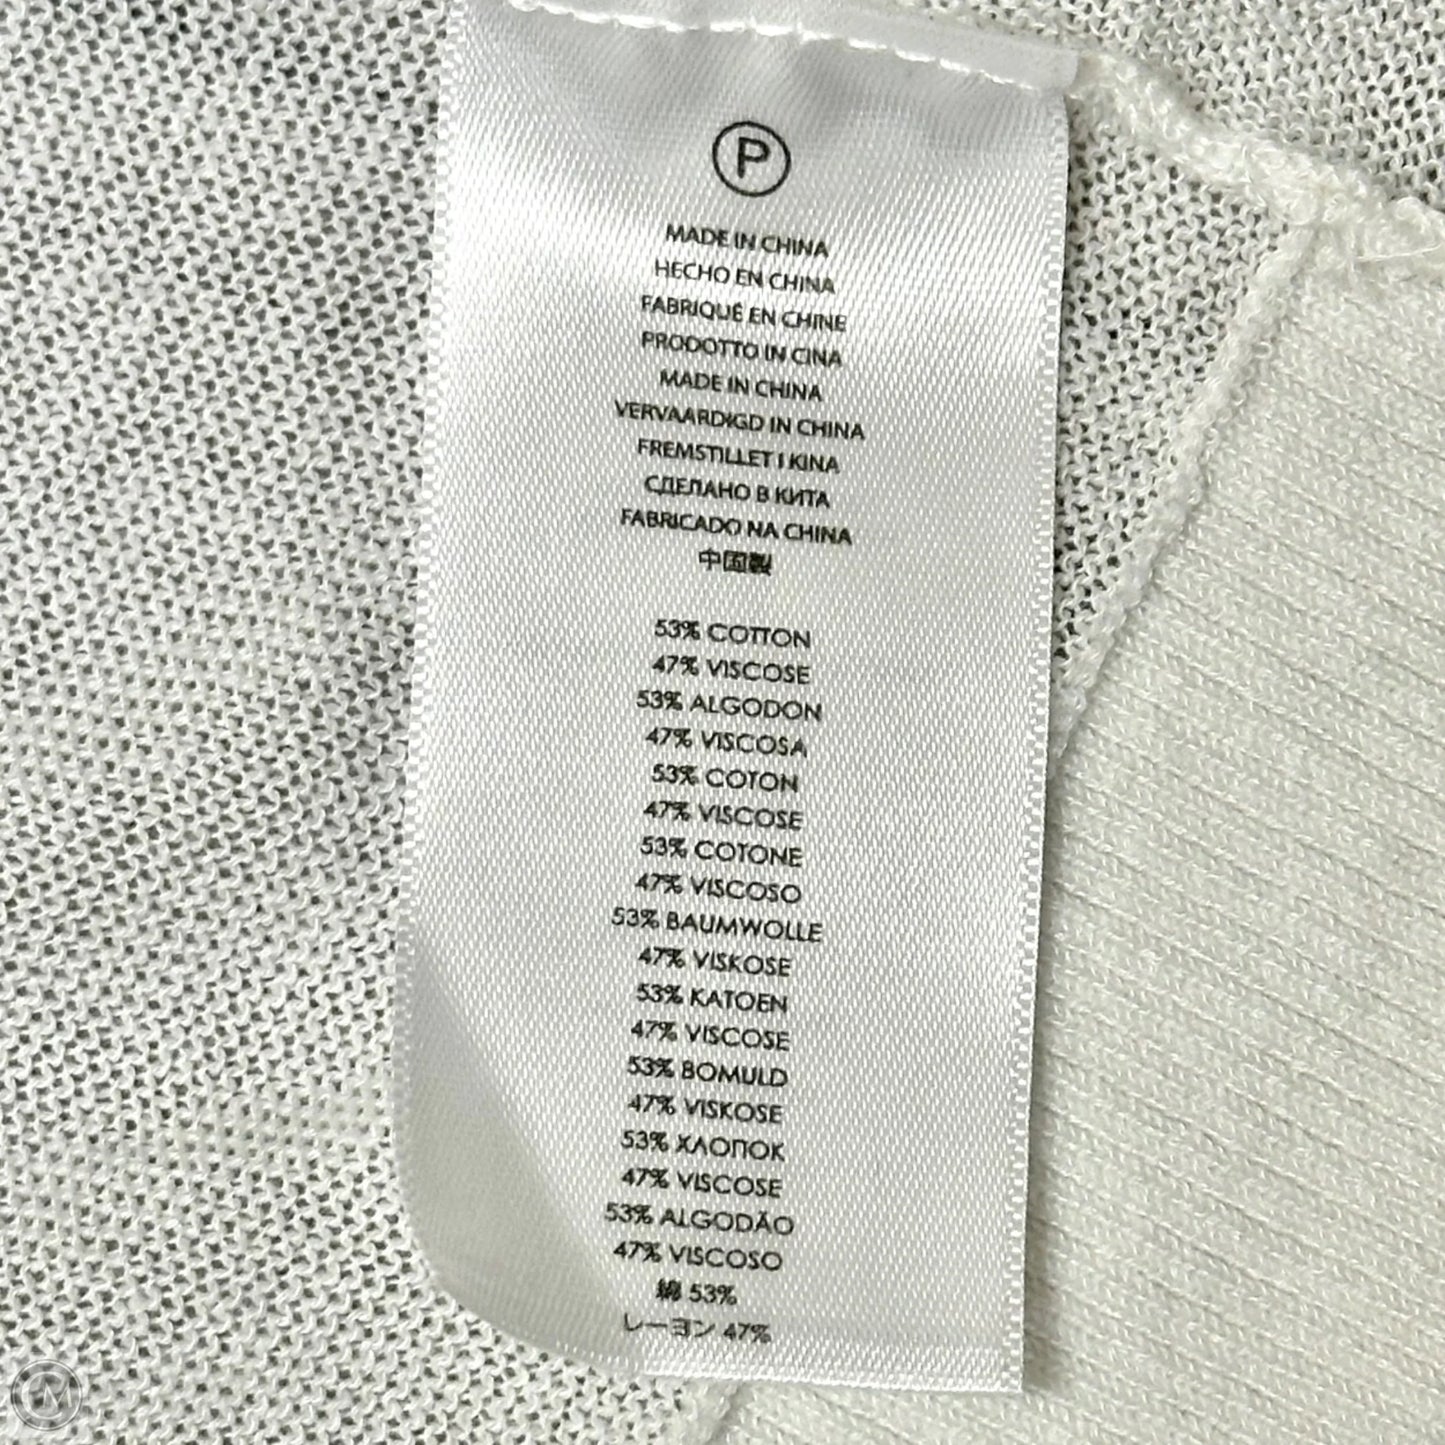 P
MADE IN CHINA
HECHO EN CHINA
FABRIQUÉ EN CHINE
PRODOTTO IN CINA
MADE IN CHINA
VERVAARDIGD IN CHINA
FREMSTILLET I KINA
СДЕЛАНО В КИТА
FABRICADO NA CHINA
中国製
53% COTTON
47% VISCOSE
53% ALGODON
47% VISCOSA
53% COTON
47% VISCOSE
53% COTONE
47% VISCOSO
53% BAUMWOLLE
47% VISKOSE
53% KATOEN
47% VISCOSE
53% BOMULD
47% VISKOSE
53% ХЛОПОК
47% VISCOSE
53% ALGODÃO
47% VISCOSO
綿 53%
レーヨン 47%